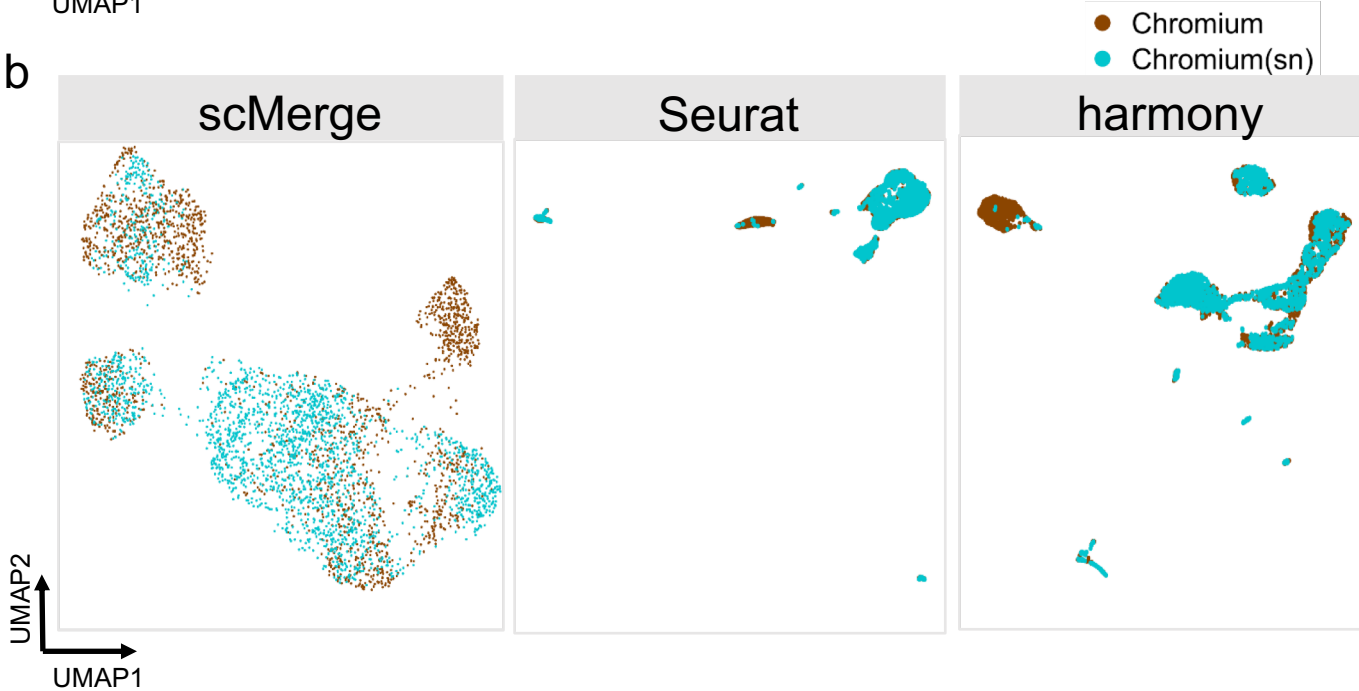 UMAP1
Chromium
Chromium(sn)
b
scMerge
Seurat
harmony
UMAP2
UMAP1